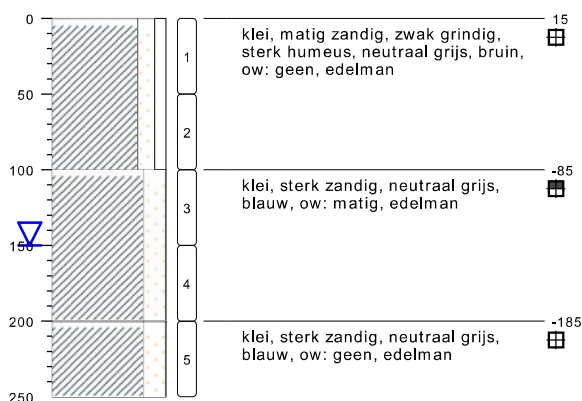 0
15
klei, matig zandig, zwak grindig,
sterk humeus, neutraal grijs, bruin,
ow: geen, edelman
1
50
2
100
-85
klei, sterk zandig, neutraal grijs,
blauw, ow: matig, edelman
3
150
4
200
-185
klei, sterk zandig, neutraal grijs,
blauw, ow: geen, edelman
5
250